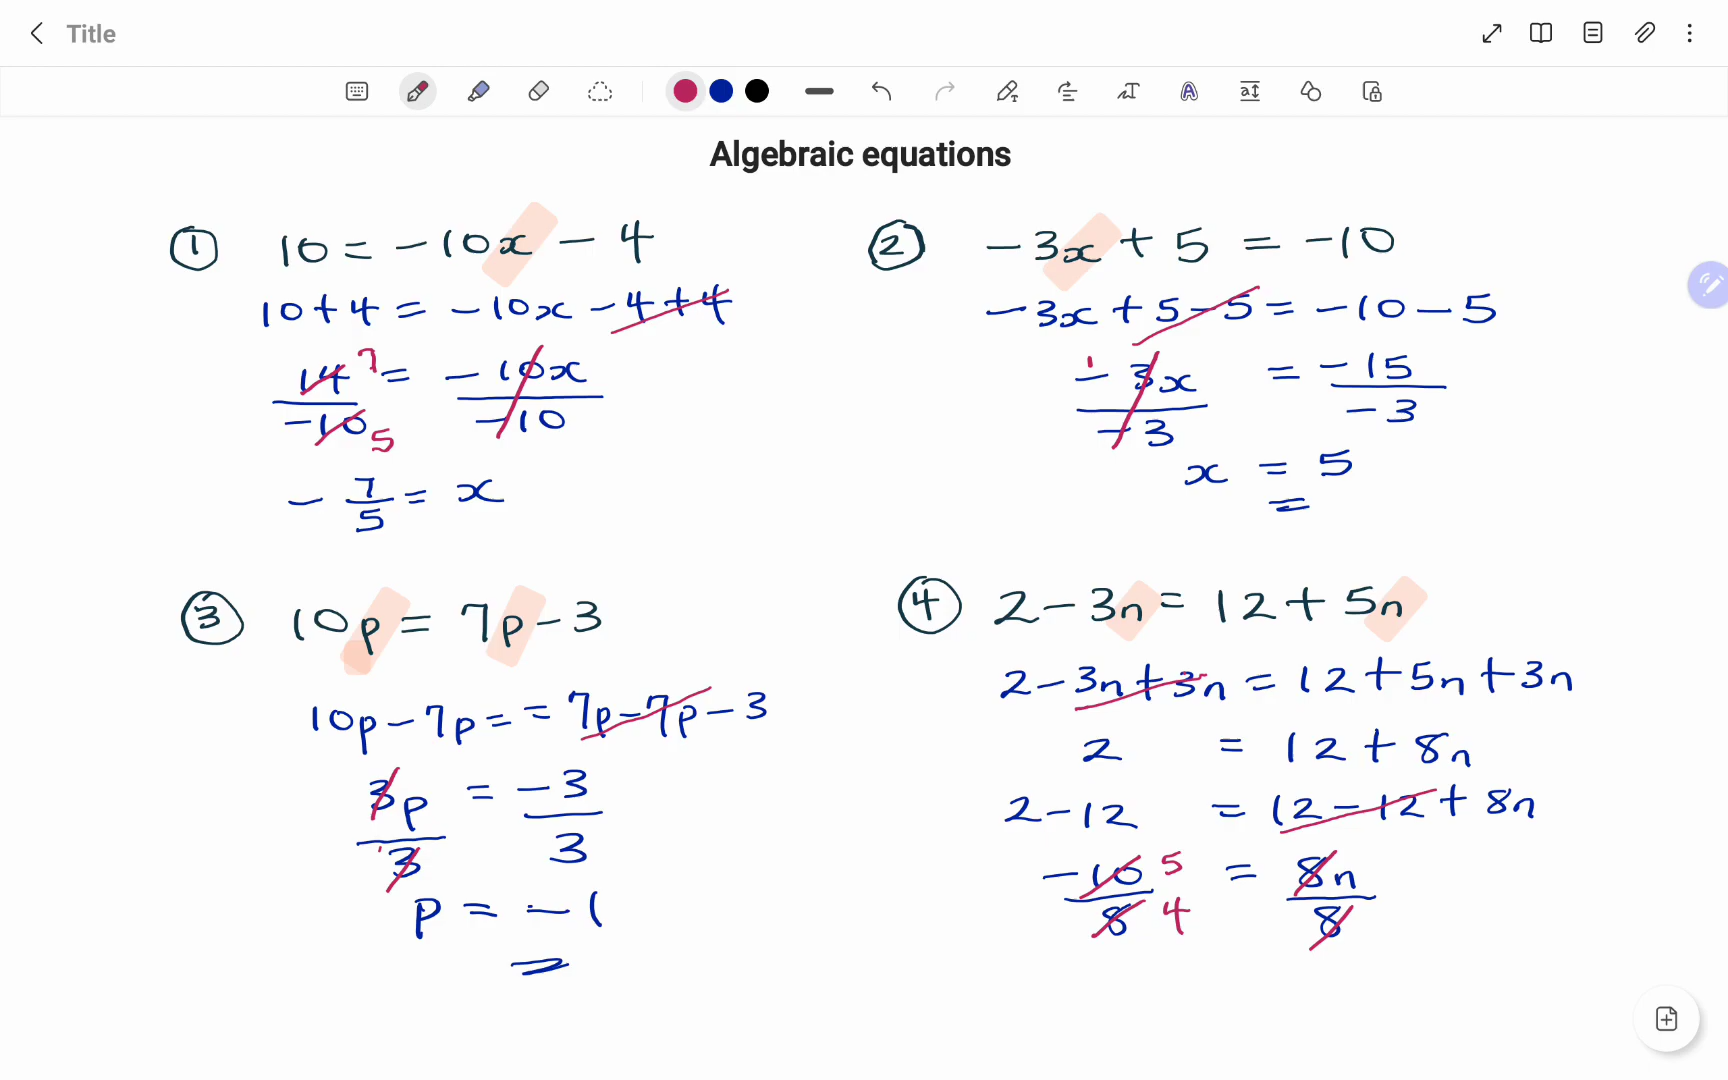 Title
Algebraic equations
① 10 = -10x - 4
10 + 4 = -10x - 4 + 4
14 7 = -10x
-10 5 -10
- 7/5 = x
② -3x + 5 = -10
-3x + 5 - 5 = -10 - 5
1 -3x = -15
-3 -3
x = 5
③ 10p = 7p - 3
10p - 7p = = 7p - 7p - 3
3p = -3
1 3 3
p = -1
④ 2 - 3n = 12 + 5n
2 - 3n + 3n = 12 + 5n + 3n
2 = 12 + 8n
2 - 12 = 12 - 12 + 8n
-10 5 = 8n
8 4 8